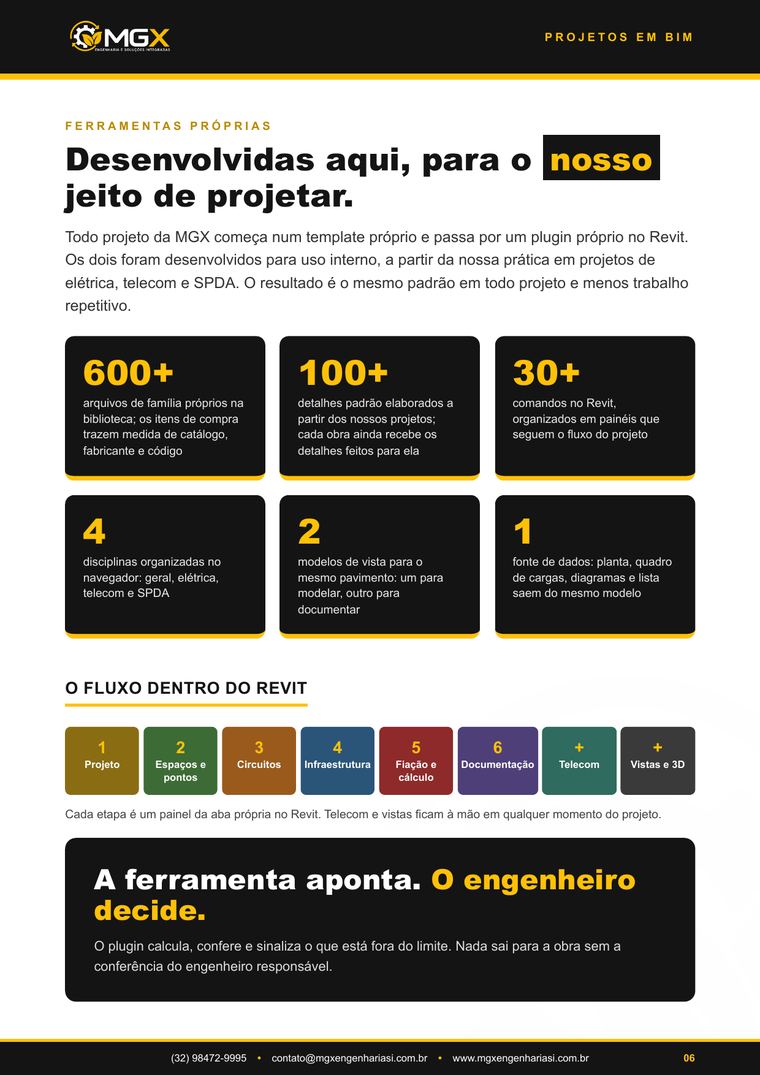 MGX
ENGENHARIA E SOLUÇÕES INTEGRADAS
PROJETOS EM BIM
FERRAMENTAS PRÓPRIAS
Desenvolvidas aqui, para o nosso
jeito de projetar.
Todo projeto da MGX começa num template próprio e passa por um plugin próprio no Revit.
Os dois foram desenvolvidos para uso interno, a partir da nossa prática em projetos de
elétrica, telecom e SPDA. O resultado é o mesmo padrão em todo projeto e menos trabalho
repetitivo.
600+
arquivos de família próprios na
biblioteca; os itens de compra
trazem medida de catálogo,
fabricante e código
100+
detalhes padrão elaborados a
partir dos nossos projetos;
cada obra ainda recebe os
detalhes feitos para ela
30+
comandos no Revit,
organizados em painéis que
seguem o fluxo do projeto
4
disciplinas organizadas no
navegador: geral, elétrica,
telecom e SPDA
2
modelos de vista para o
mesmo pavimento: um para
modelar, outro para
documentar
1
fonte de dados: planta, quadro
de cargas, diagramas e lista
saem do mesmo modelo
O FLUXO DENTRO DO REVIT
1
Projeto
2
Espaços e
pontos
3
Circuitos
4
Infraestrutura
5
Fiação e
cálculo
6
Documentação
+
Telecom
+
Vistas e 3D
Cada etapa é um painel da aba própria no Revit. Telecom e vistas ficam à mão em qualquer momento do projeto.
A ferramenta aponta. O engenheiro
decide.
O plugin calcula, confere e sinaliza o que está fora do limite. Nada sai para a obra sem a
conferência do engenheiro responsável.
(32) 98472-9995 • contato@mgxengenhariasi.com.br • www.mgxengenhariasi.com.br
06